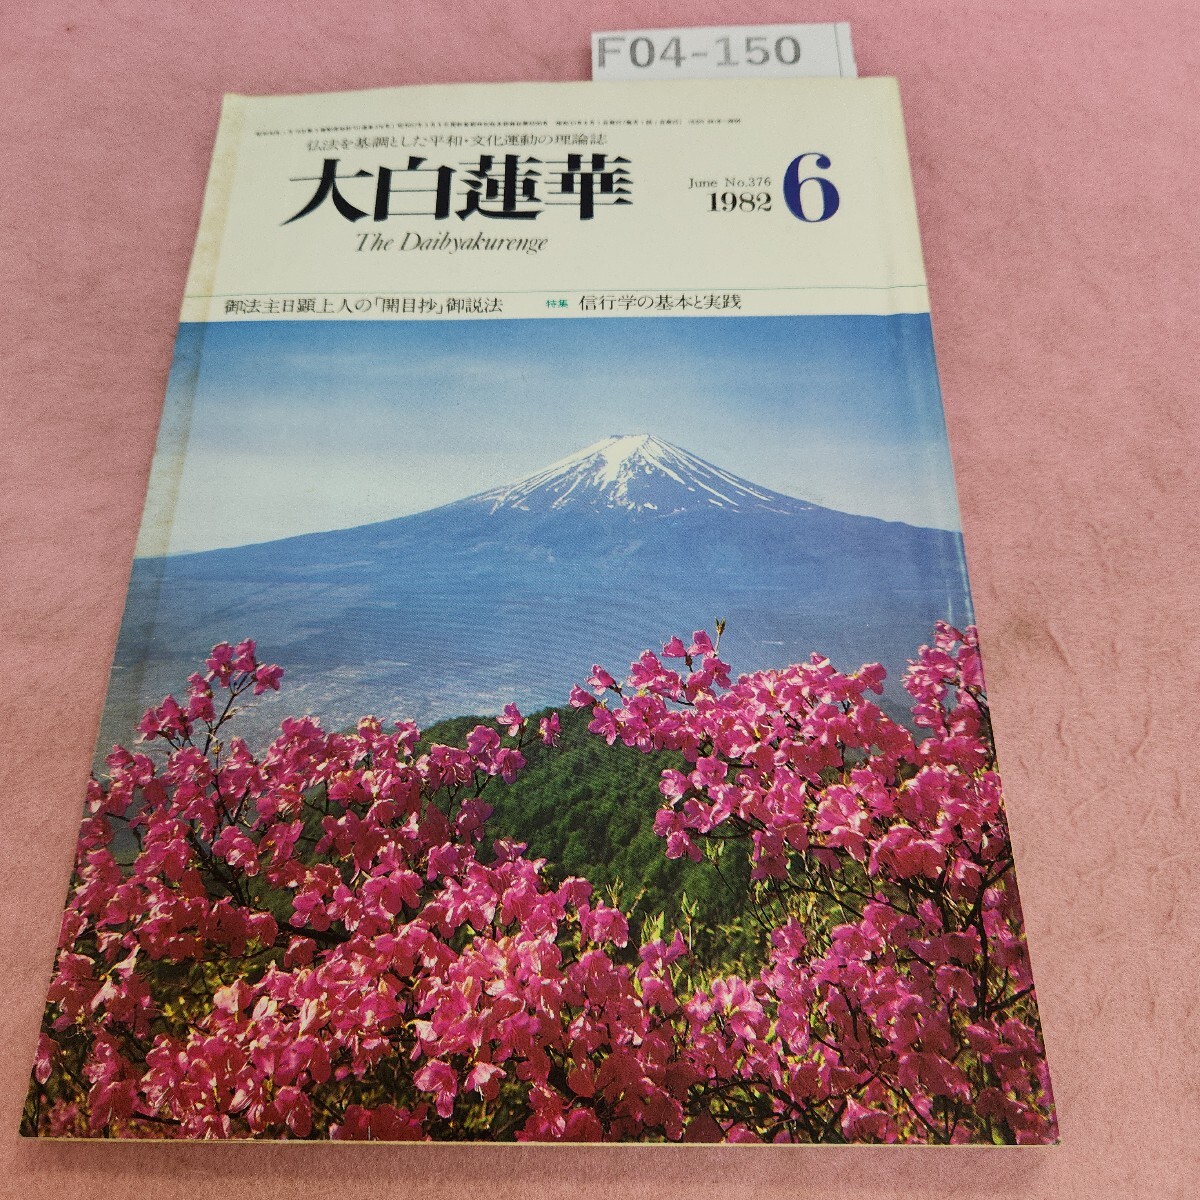 F04-150
仏法を基調とした平和・文化運動の理論誌
大白蓮華
The Daibyakurenge
June No.376
1982
6
御法主日顕上人の「開目抄」御説法
特集 信行学の基本と実践